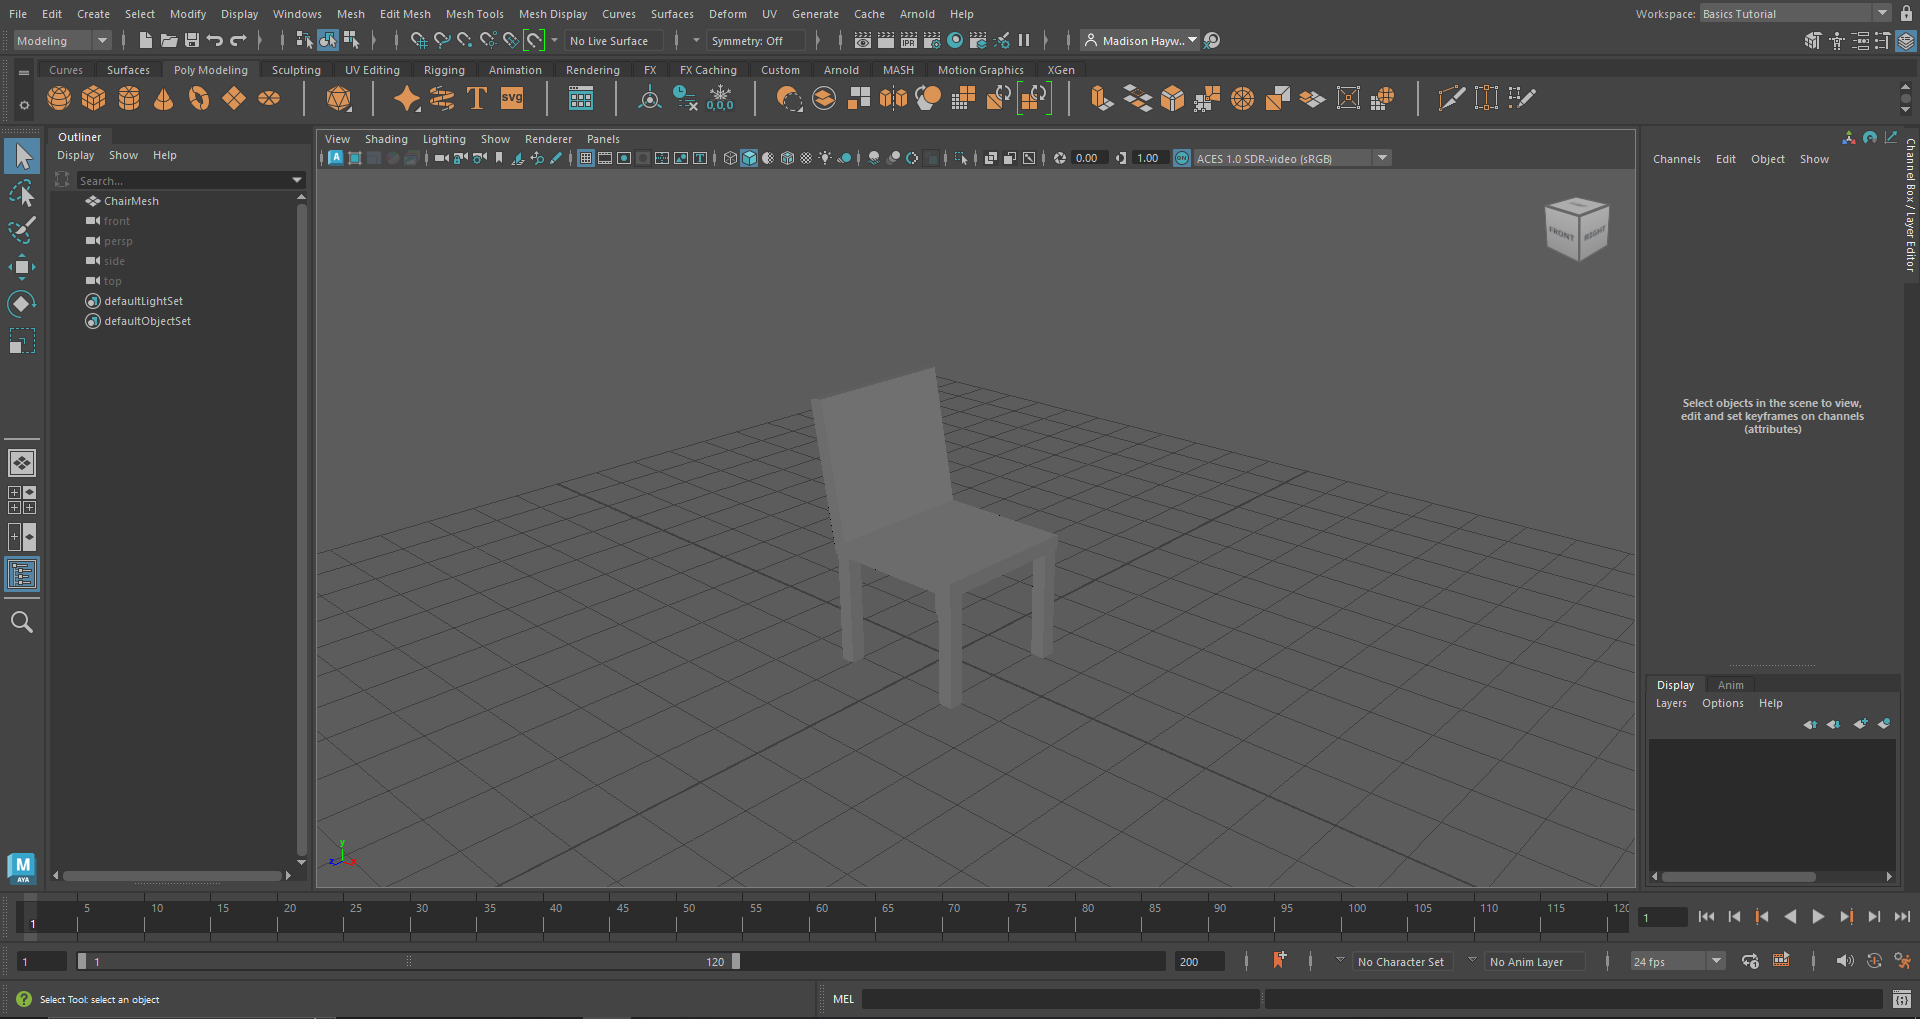 File Edit Create Select Modify Display Windows Mesh Edit Mesh Mesh Tools Mesh Display Curves Surfaces Deform UV Generate Cache Arnold Help Workspace: Basics Tutorial
Modeling No Live Surface Symmetry: Off IPR Madison Hayw..
Curves Surfaces Poly Modeling Sculpting UV Editing Rigging Animation Rendering FX FX Caching Custom Arnold MASH Motion Graphics XGen
T SVG 0,0,0
Outliner
Display Show Help
Search...
ChairMesh
front
persp
side
top
defaultLightSet
defaultObjectSet
View Shading Lighting Show Renderer Panels
0.00 1.00 ON ACES 1.0 SDR-video (sRGB)
FRONT RIGHT
y
z x
Channels Edit Object Show
Channel Box / Layer Editor
Select objects in the scene to view,
edit and set keyframes on channels
(attributes)
Display Anim
Layers Options Help
M
AYA
5 10 15 20 25 30 35 40 45 50 55 60 65 70 75 80 85 90 95 100 105 110 115 120
1 1
1 1 120 200 No Character Set No Anim Layer 24 fps
Select Tool: select an object MEL